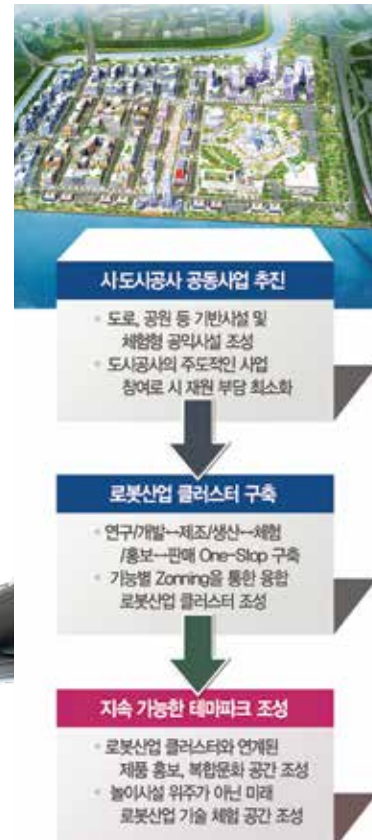 시·도시공사 공동사업 추진
• 도로, 공원 등 기반시설 및
체험형 공익시설 조성
• 도시공사의 주도적인 사업
참여로 시 재원 부담 최소화
로봇산업 클러스터 구축
• 연구/개발↔제조/생산↔체험
/홍보↔판매 One-Stop 구축
• 기능별 Zonning을 통한 융합
로봇산업 클러스터 조성
지속 가능한 테마파크 조성
• 로봇산업 클러스터와 연계된
제품 홍보, 복합문화 공간 조성
• 놀이시설 위주가 아닌 미래
로봇산업 기술 체험 공간 조성